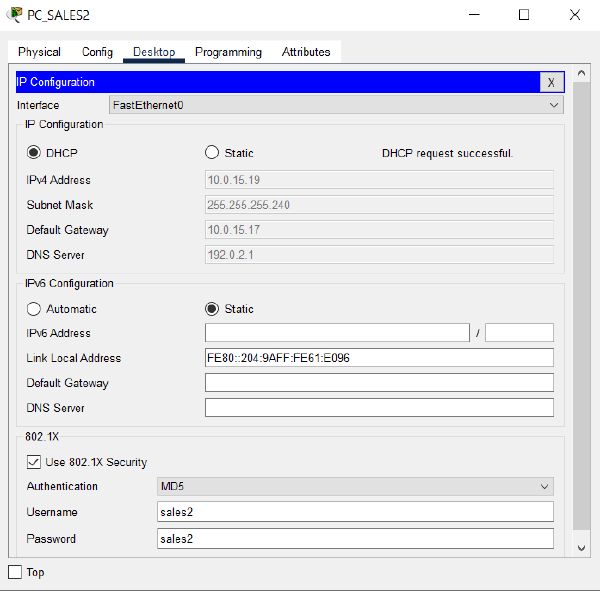 PC_SALES2
Physical Config Desktop Programming Attributes
IP Configuration X
Interface FastEthernet0
IP Configuration
DHCP Static DHCP request successful.
IPv4 Address 10.0.15.19
Subnet Mask 255.255.255.240
Default Gateway 10.0.15.17
DNS Server 192.0.2.1
IPv6 Configuration
Automatic Static
IPv6 Address /
Link Local Address FE80::204:9AFF:FE61:E096
Default Gateway
DNS Server
802.1X
Use 802.1X Security
Authentication MD5
Username sales2
Password sales2
Top